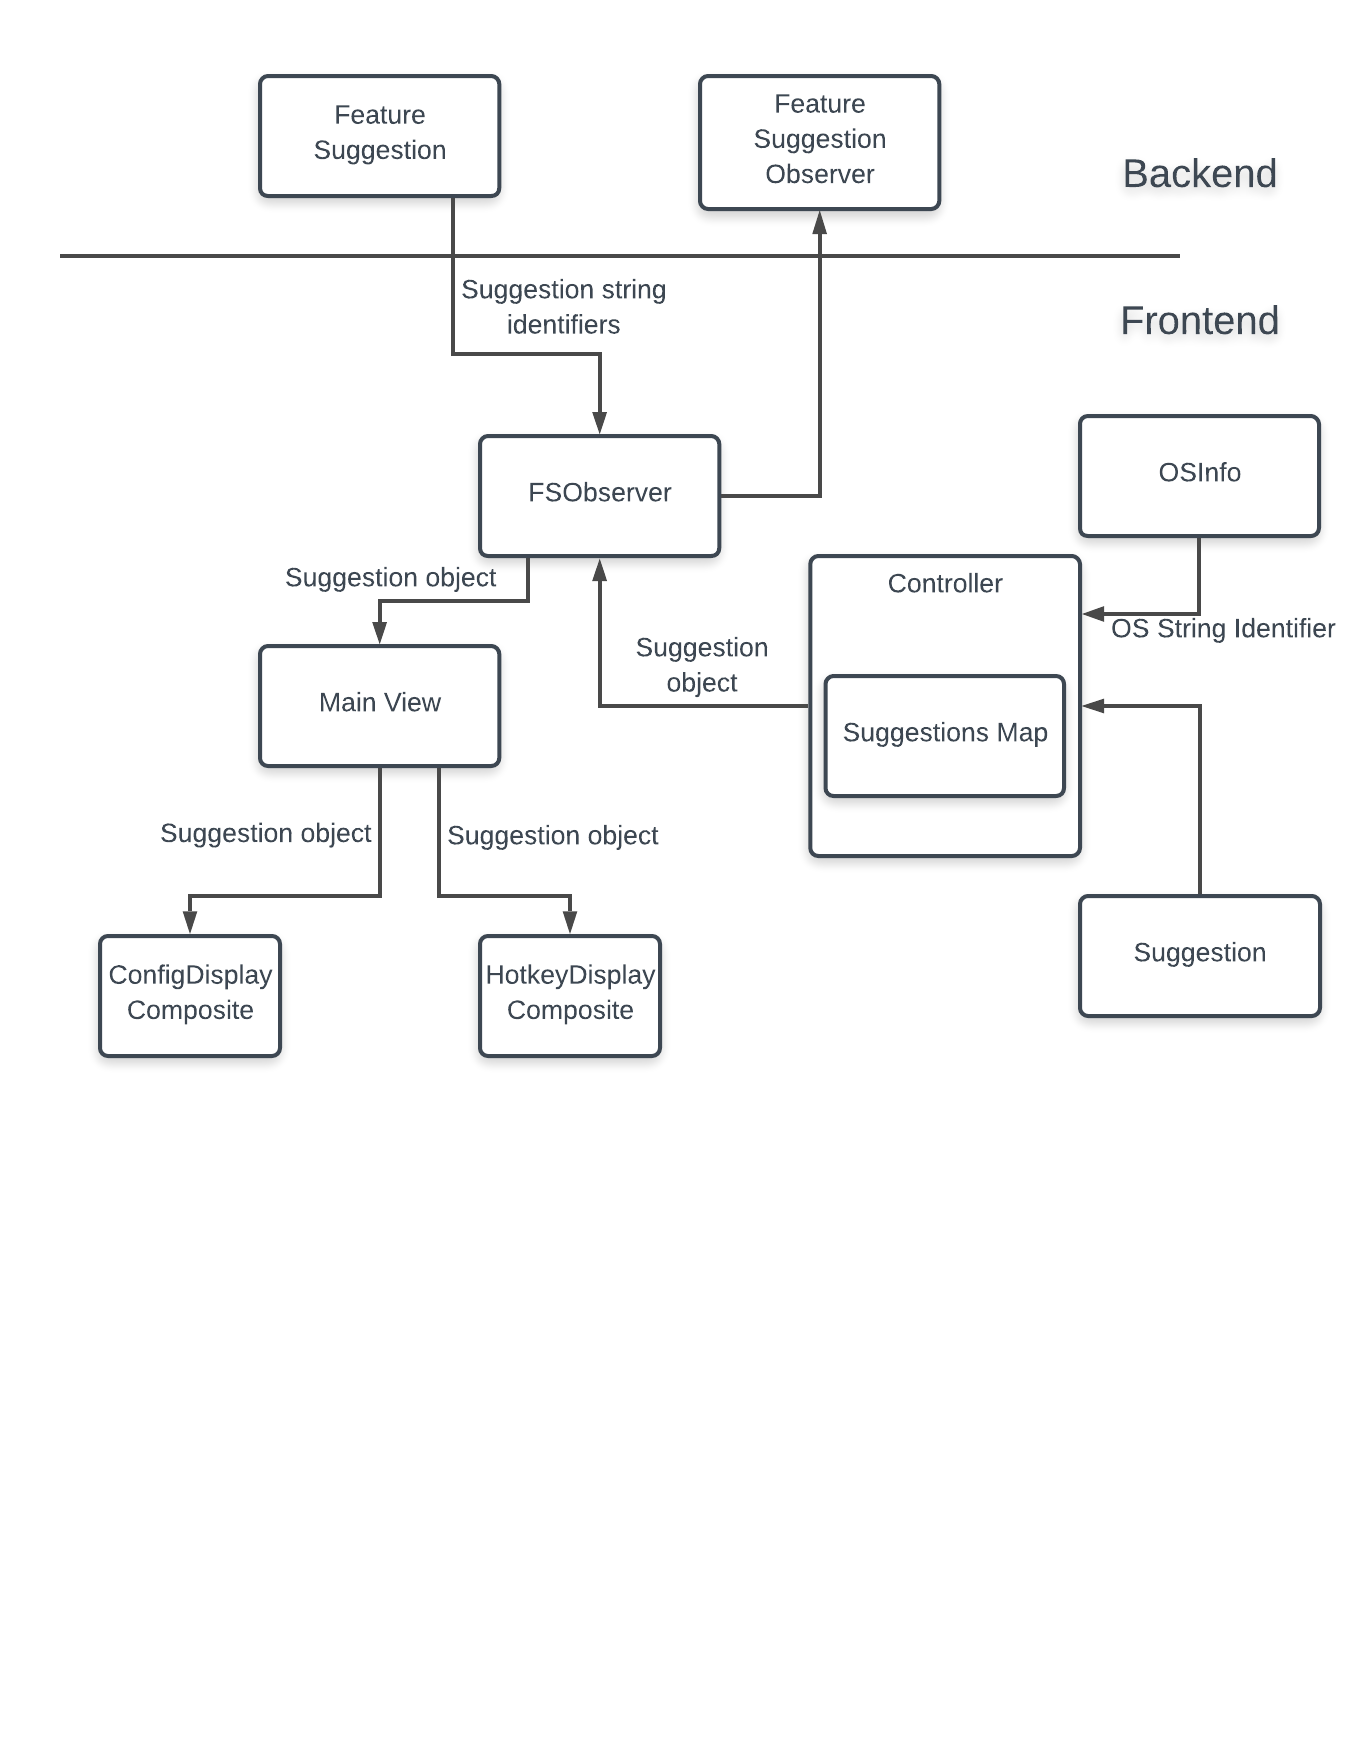 Feature
Suggestion
Feature
Suggestion
Observer
Backend
Suggestion string
identifiers
Frontend
FSObserver
OSInfo
Suggestion object
Controller
OS String Identifier
Suggestion
object
Main View
Suggestions Map
Suggestion object
Suggestion object
Suggestion
ConfigDisplay
Composite
HotkeyDisplay
Composite